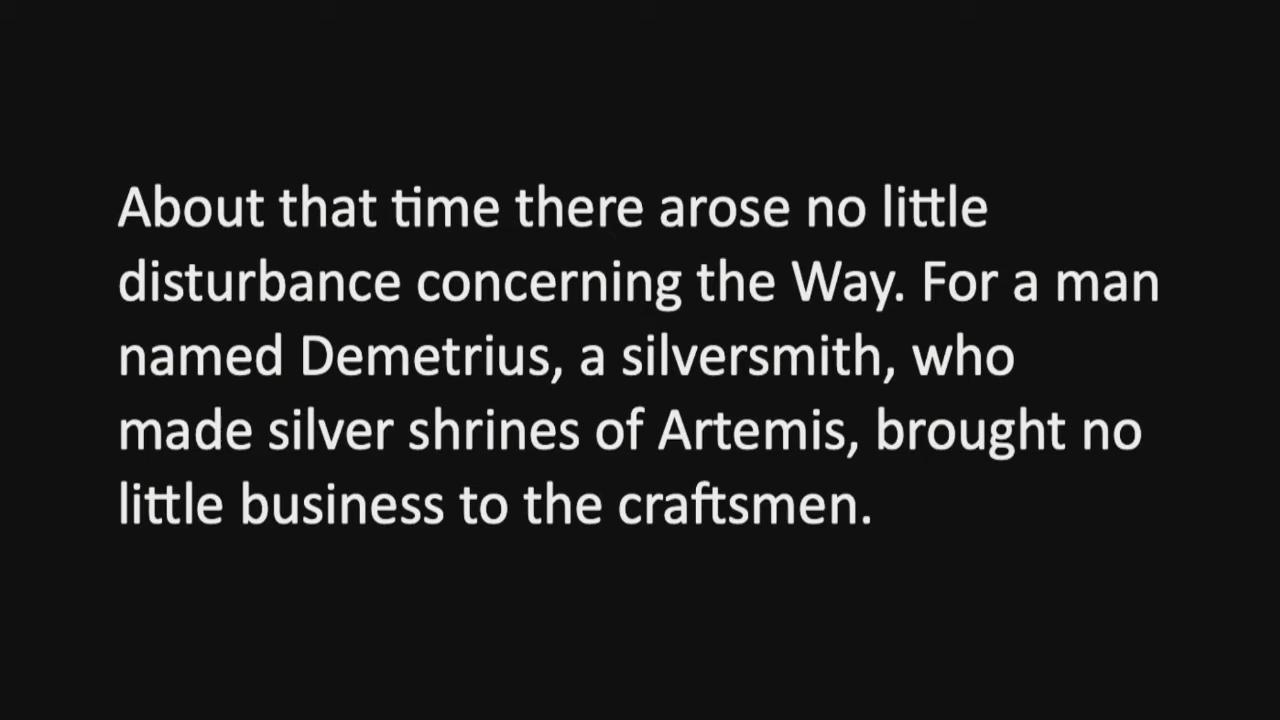 About that time there arose no little
disturbance concerning the Way. For a man
named Demetrius, a silversmith, who
made silver shrines of Artemis, brought no
little business to the craftsmen.